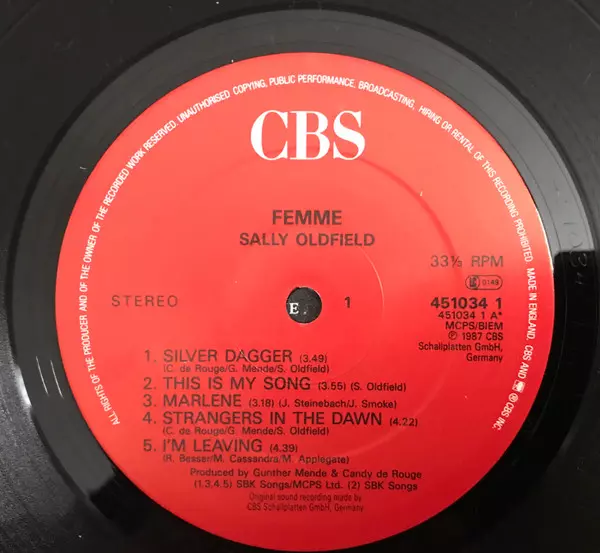 ALL RIGHTS OF THE PRODUCER AND OF THE OWNER OF THE RECORDED WORK RESERVED. UNAUTHORISED COPYING, PUBLIC PERFORMANCE, BROADCASTING, HIRING OR RENTAL OF THIS RECORDING PROHIBITED. MADE IN ENGLAND. CBS AND ARE ® CBS INC.
CBS
FEMME
SALLY OLDFIELD
33⅓ RPM
STEREO
E
1
0149
451034 1
451034 1 A*
MCPS/BIEM
℗ 1987 CBS
Schallplatten GmbH,
Germany
1. SILVER DAGGER (3.49)
(C. de Rouge/G. Mende/S. Oldfield)
2. THIS IS MY SONG (3.55) (S. Oldfield)
3. MARLENE (3.18) (J. Steinebach/J. Smoke)
4. STRANGERS IN THE DAWN (4.22)
(C. de Rouge/G. Mende/S. Oldfield)
5. I'M LEAVING (4.39)
(R. Besser/M. Cassandra/M. Applegate)
Produced by Gunther Mende & Candy de Rouge
(1.3.4.5) SBK Songs/MCPS Ltd. (2) SBK Songs
Original sound recording made by
CBS Schallplatten GmbH, Germany